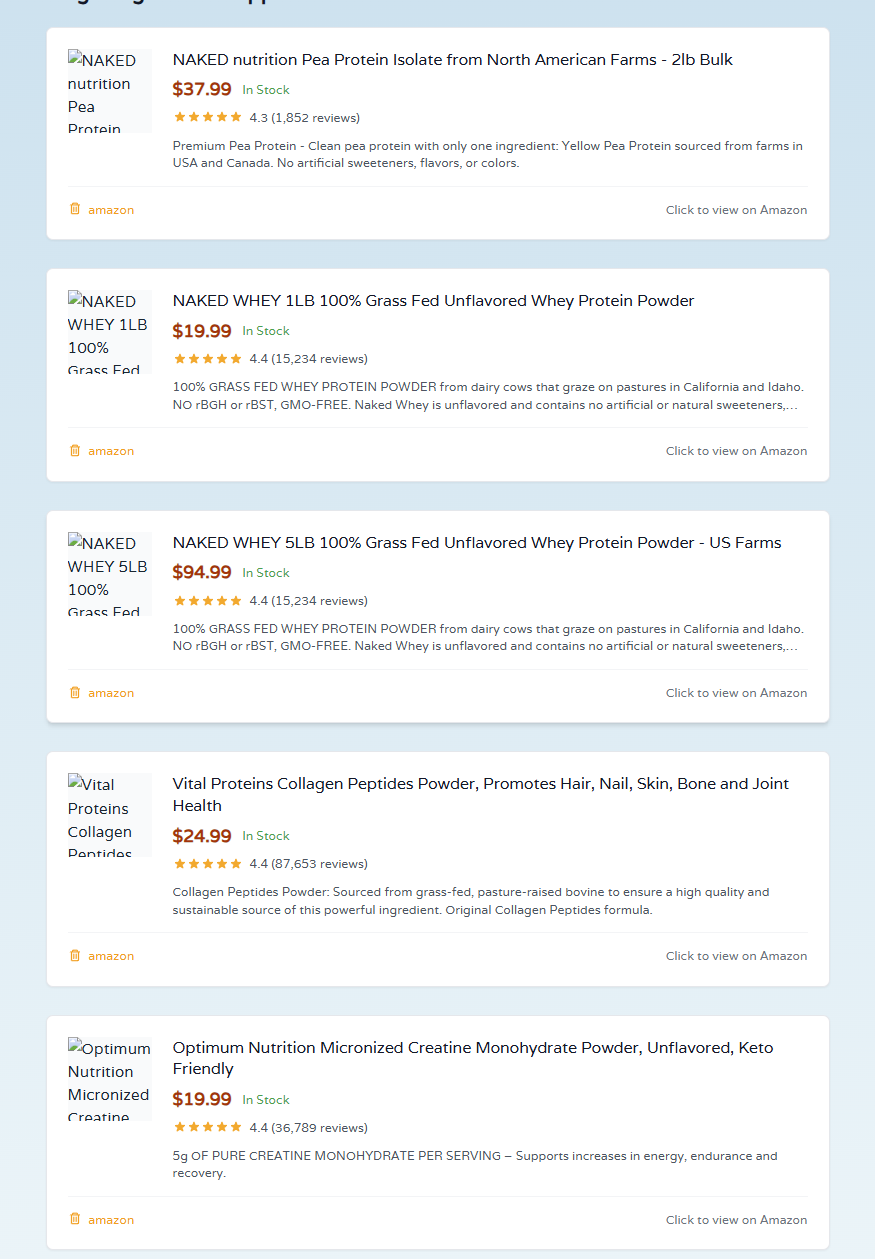 NAKED
nutrition
Pea
Protein
NAKED nutrition Pea Protein Isolate from North American Farms - 2lb Bulk
$37.99 In Stock
4.3 (1,852 reviews)
Premium Pea Protein - Clean pea protein with only one ingredient: Yellow Pea Protein sourced from farms in
USA and Canada. No artificial sweeteners, flavors, or colors.
amazon
Click to view on Amazon
NAKED
WHEY 1LB
100%
Grass Fed
NAKED WHEY 1LB 100% Grass Fed Unflavored Whey Protein Powder
$19.99 In Stock
4.4 (15,234 reviews)
100% GRASS FED WHEY PROTEIN POWDER from dairy cows that graze on pastures in California and Idaho.
NO rBGH or rBST, GMO-FREE. Naked Whey is unflavored and contains no artificial or natural sweeteners,...
amazon
Click to view on Amazon
NAKED
WHEY 5LB
100%
Grass Fed
NAKED WHEY 5LB 100% Grass Fed Unflavored Whey Protein Powder - US Farms
$94.99 In Stock
4.4 (15,234 reviews)
100% GRASS FED WHEY PROTEIN POWDER from dairy cows that graze on pastures in California and Idaho.
NO rBGH or rBST, GMO-FREE. Naked Whey is unflavored and contains no artificial or natural sweeteners,...
amazon
Click to view on Amazon
Vital
Proteins
Collagen
Peptides
Vital Proteins Collagen Peptides Powder, Promotes Hair, Nail, Skin, Bone and Joint
Health
$24.99 In Stock
4.4 (87,653 reviews)
Collagen Peptides Powder: Sourced from grass-fed, pasture-raised bovine to ensure a high quality and
sustainable source of this powerful ingredient. Original Collagen Peptides formula.
amazon
Click to view on Amazon
Optimum
Nutrition
Micronized
Creatine
Optimum Nutrition Micronized Creatine Monohydrate Powder, Unflavored, Keto
Friendly
$19.99 In Stock
4.4 (36,789 reviews)
5g OF PURE CREATINE MONOHYDRATE PER SERVING – Supports increases in energy, endurance and
recovery.
amazon
Click to view on Amazon